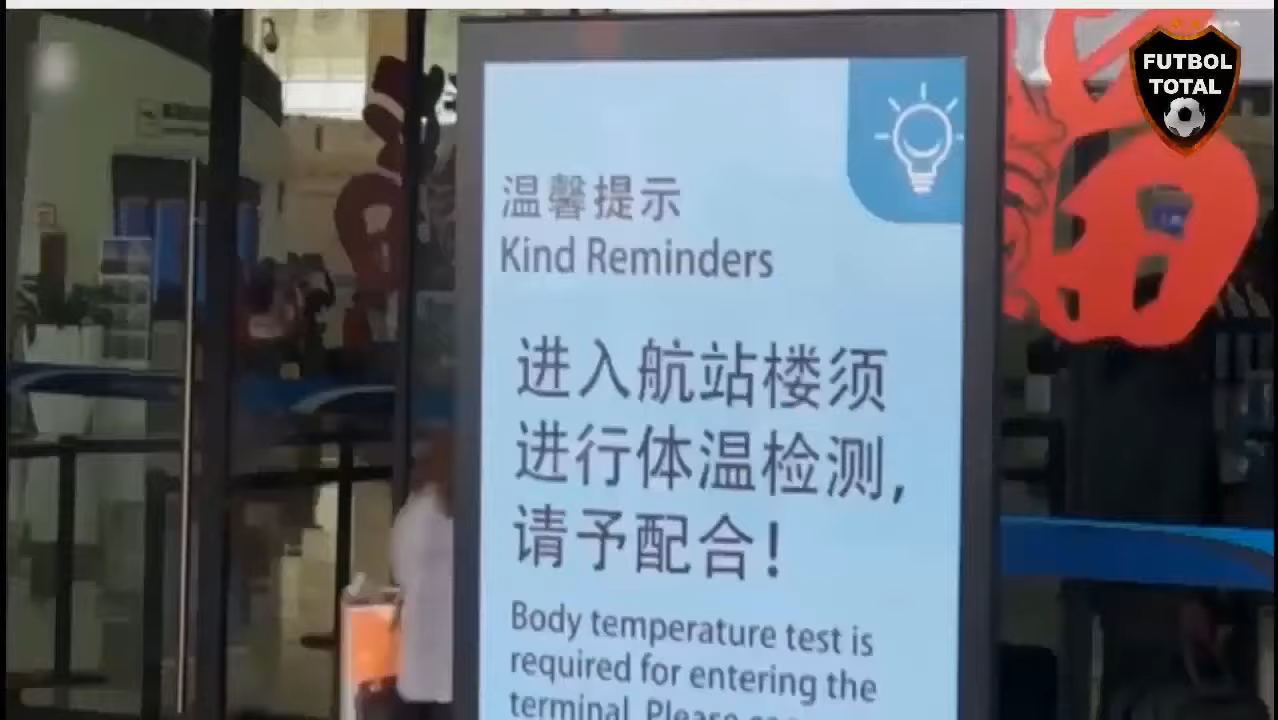 FUTBOL
TOTAL
温馨提示
Kind Reminders
进入航站楼须
进行体温检测,
请予配合!
Body temperature test is
required for entering the
terminal. Please